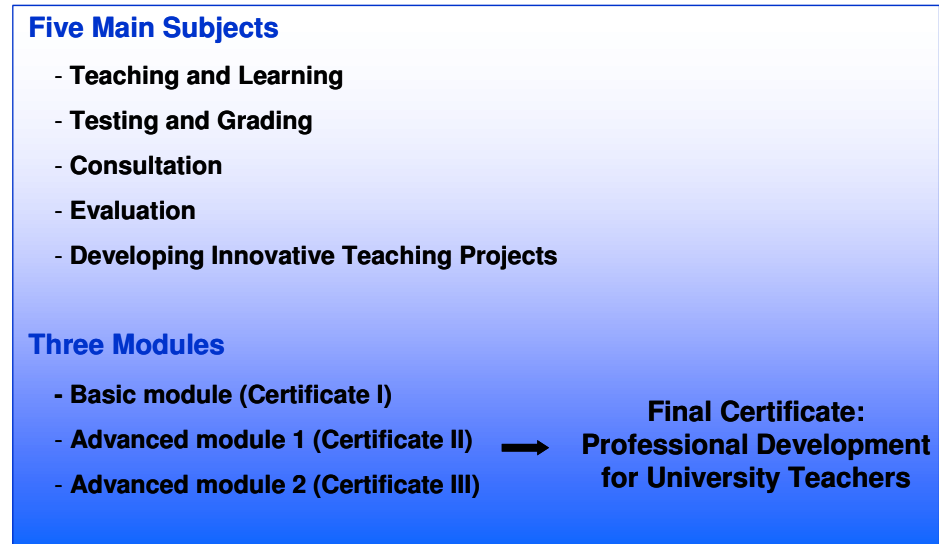 Five Main Subjects
- Teaching and Learning
- Testing and Grading
- Consultation
- Evaluation
- Developing Innovative Teaching Projects
Three Modules
- Basic module (Certificate I)
- Advanced module 1 (Certificate II)
- Advanced module 2 (Certificate III)
Final Certificate:
Professional Development
for University Teachers